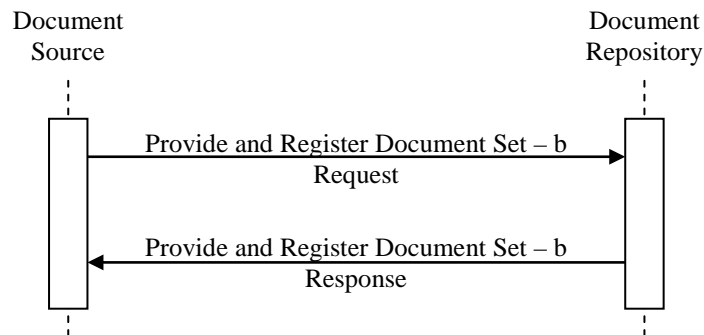 Document
Source
Document
Repository
Provide and Register Document Set – b
Request
Provide and Register Document Set – b
Response